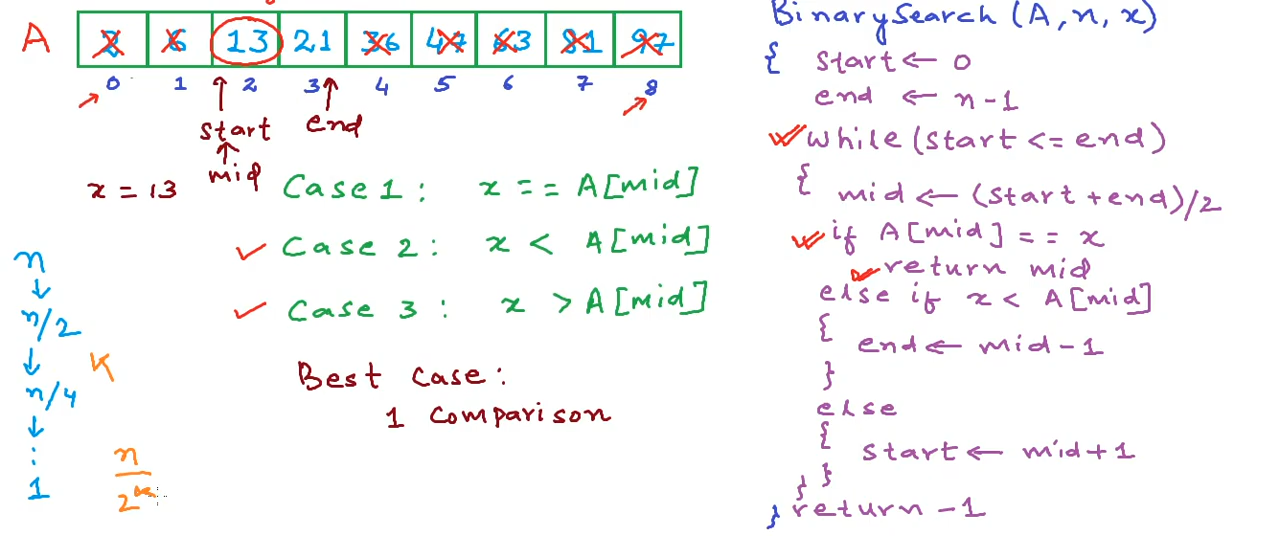 A 2 6 13 21 36 47 63 81 97
0 1 2 3 4 5 6 7 8
start end
mid
x = 13
Case 1: x == A[mid]
Case 2: x < A[mid]
Case 3: x > A[mid]
Best case:
1 comparison
n
n/2
n/4
:
1
K
n
2^k
BinarySearch (A, n, x)
{ start ← 0
end ← n-1
while (start <= end)
{ mid ← (start + end)/2
if A[mid] == x
return mid
else if x < A[mid]
{
end ← mid-1
}
else
{ start ← mid+1
}
}
} return -1